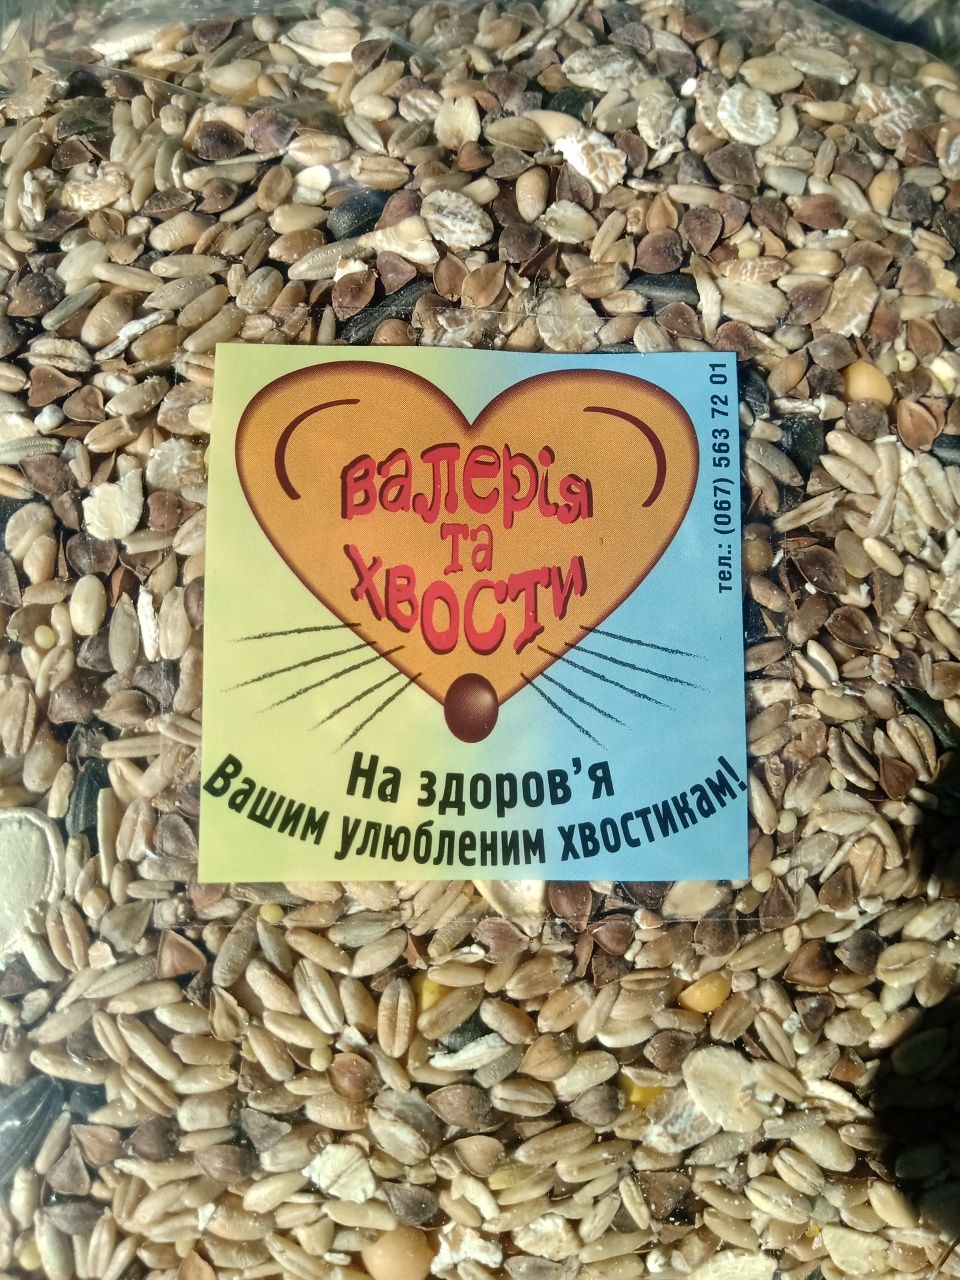 Валерія
та
хвости
На здоров’я
Вашим улюбленим хвостикам!
тел.: (067) 563 72 01